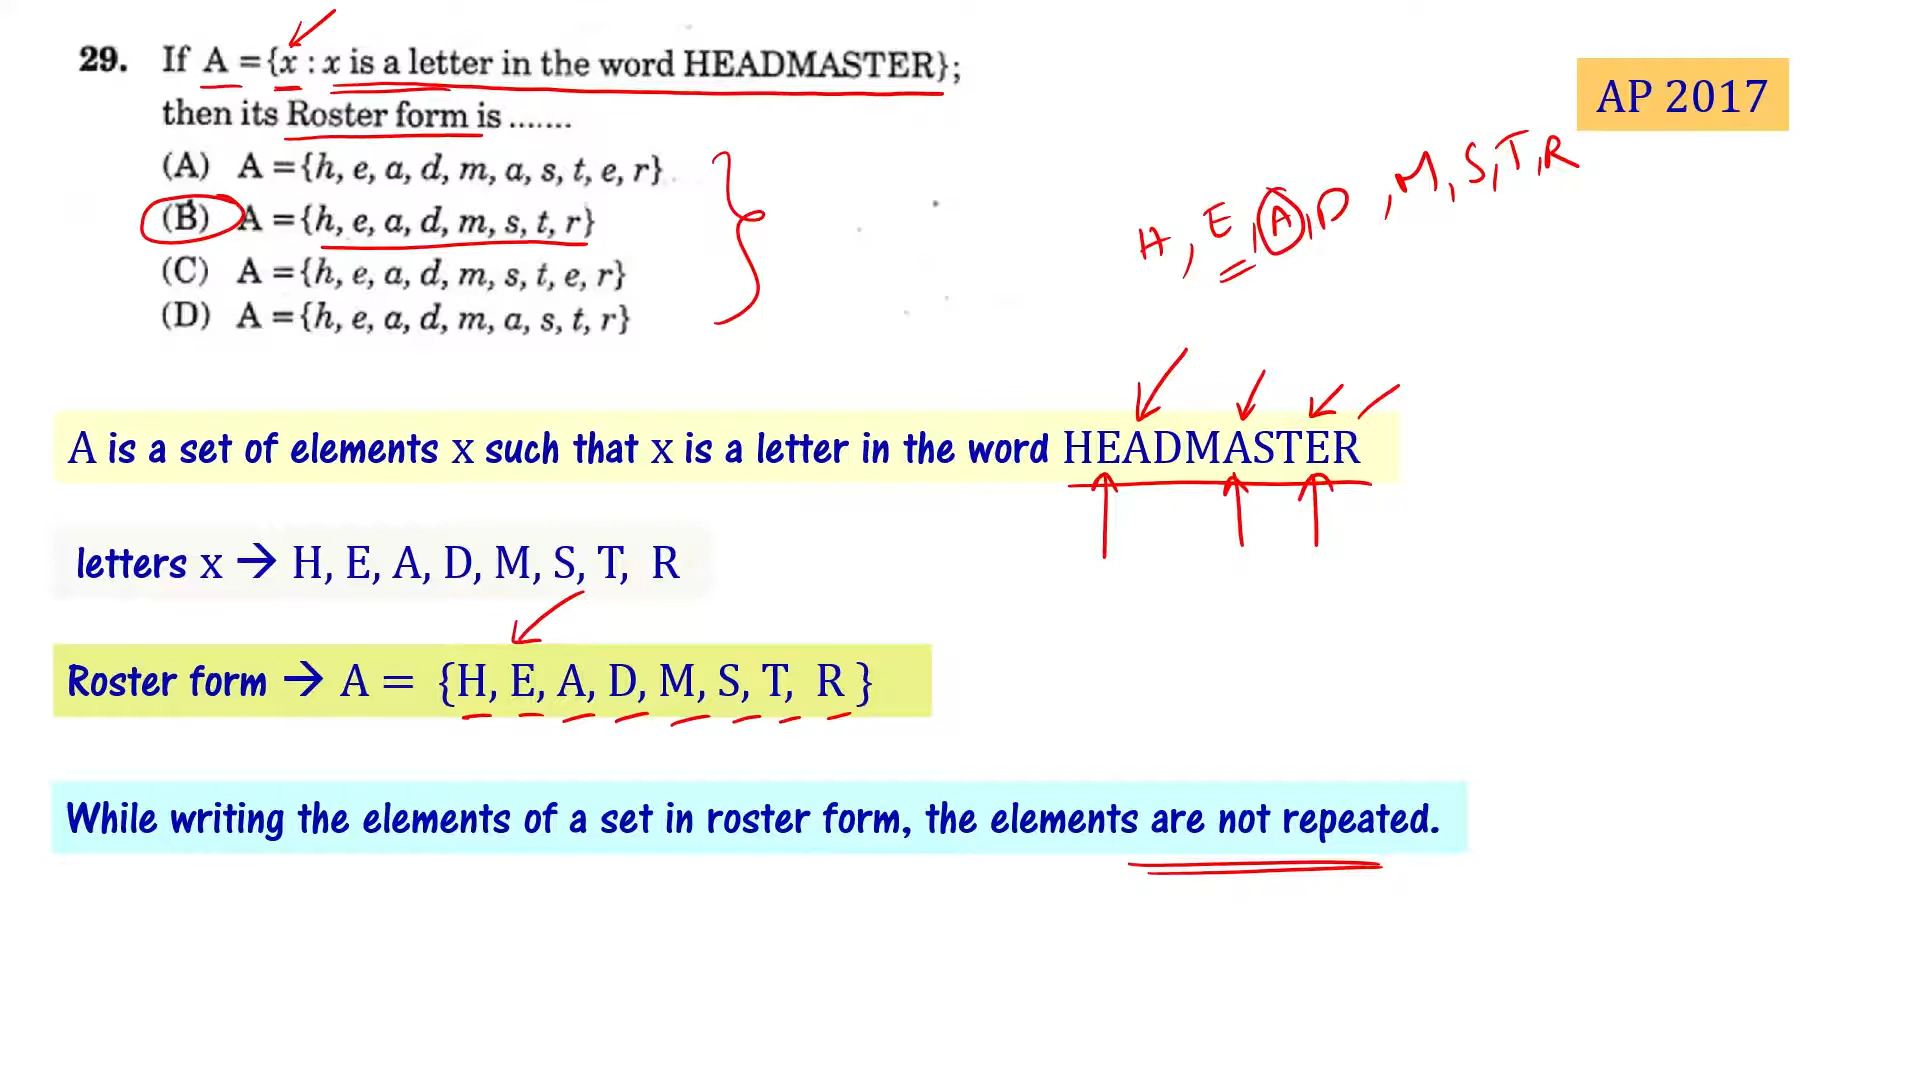 29. If A = {x : x is a letter in the word HEADMASTER};
then its Roster form is .......
(A) A = {h, e, a, d, m, a, s, t, e, r}
(B) A = {h, e, a, d, m, s, t, r}
(C) A = {h, e, a, d, m, s, t, e, r}
(D) A = {h, e, a, d, m, a, s, t, r}
AP 2017
H, E, A, D, M, S, T, R
A is a set of elements x such that x is a letter in the word HEADMASTER
letters x → H, E, A, D, M, S, T, R
Roster form → A = {H, E, A, D, M, S, T, R }
While writing the elements of a set in roster form, the elements are not repeated.